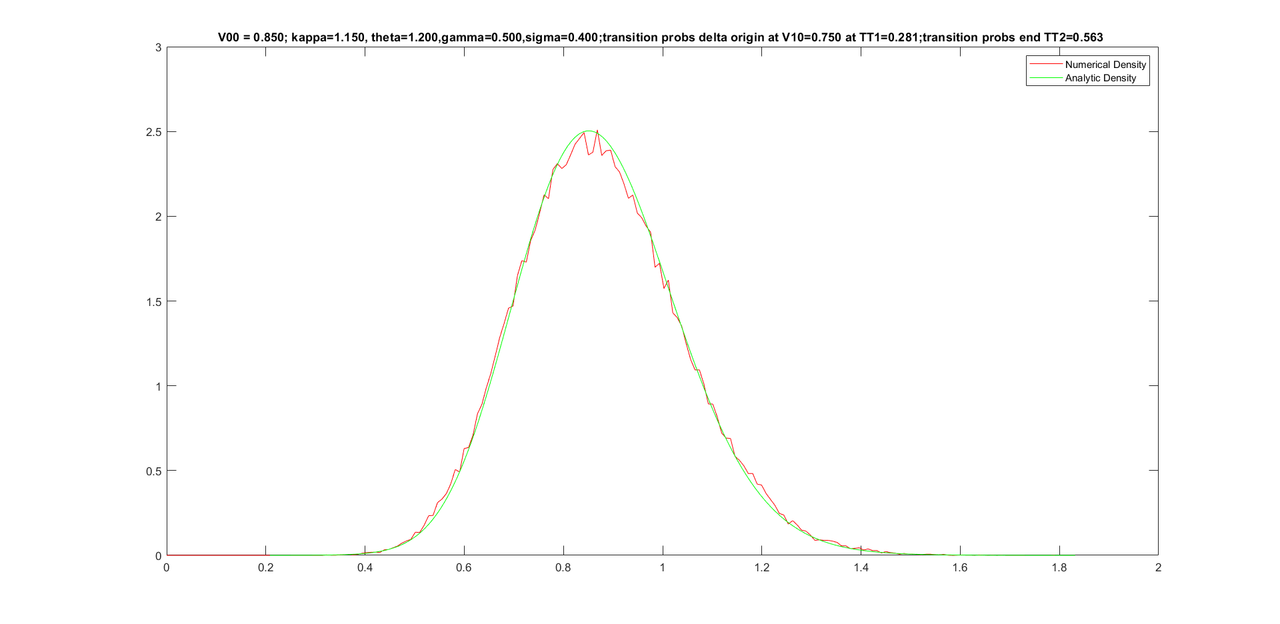 V00 = 0.850; kappa=1.150, theta=1.200,gamma=0.500,sigma=0.400;transition probs delta origin at V10=0.750 at TT1=0.281;transition probs end TT2=0.563
Numerical Density
Analytic Density
3
2.5
2
1.5
1
0.5
0
0 0.2 0.4 0.6 0.8 1 1.2 1.4 1.6 1.8 2